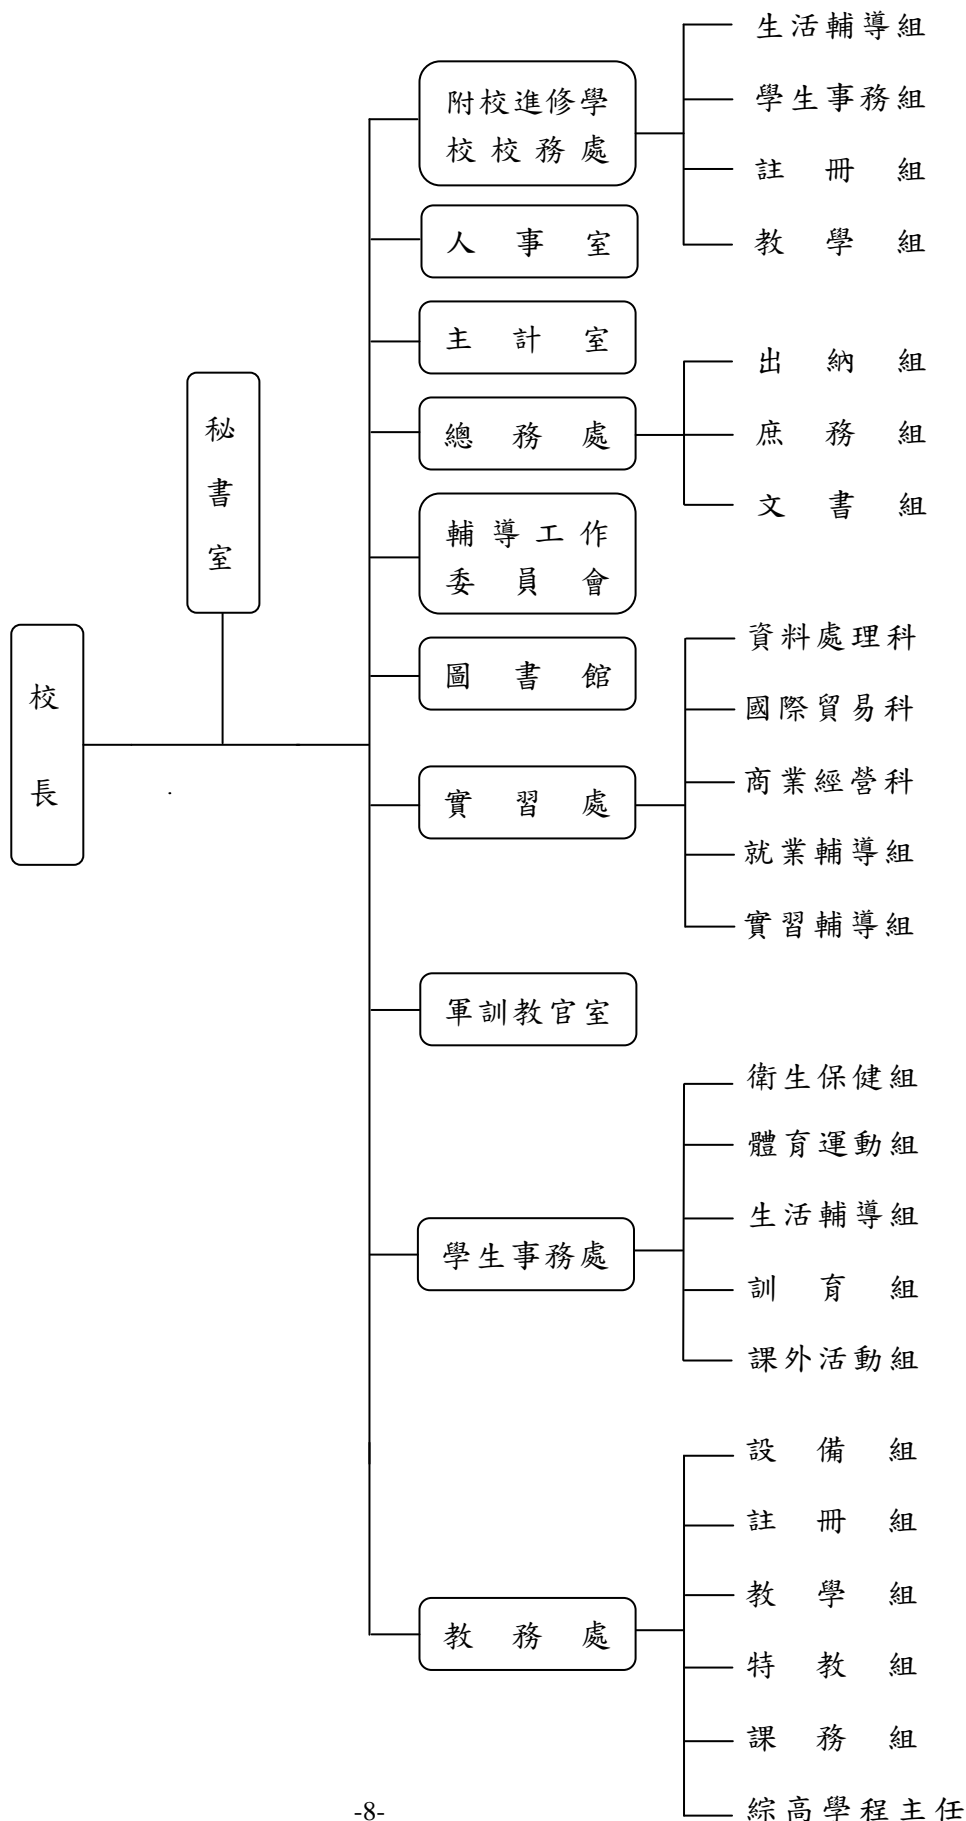 校長
秘書室
附校進修學
校校務處
生活輔導組
學生事務組
註冊組
教學組
人事室
主計室
總務處
出納組
庶務組
文書組
輔導工作
委員會
圖書館
實習處
資料處理科
國際貿易科
商業經營科
就業輔導組
實習輔導組
軍訓教官室
學生事務處
衛生保健組
體育運動組
生活輔導組
訓育組
課外活動組
教務處
設備組
註冊組
教學組
特教組
課務組
綜高學程主任
-8-